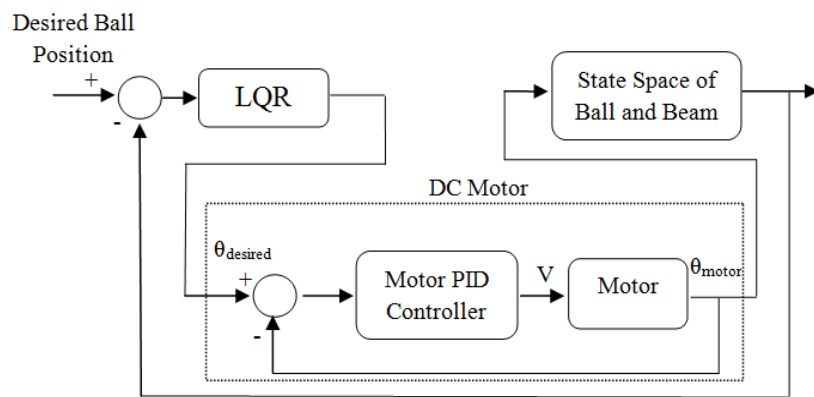 Desired Ball
Position
+
-
LQR
State Space of
Ball and Beam
DC Motor
θdesired
+
-
Motor PID
Controller
V
Motor
θmotor